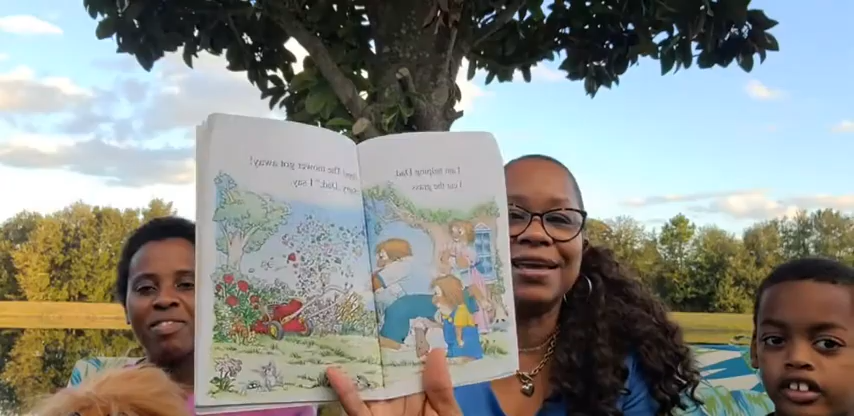 I am helping Dad.
I cut the grass.
The mower got away!
Dad," I say.